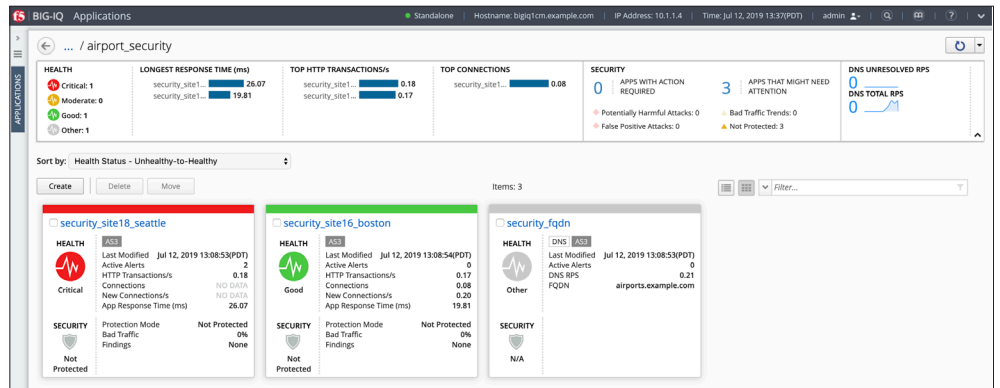 f5 BIG-IQ Applications
Standalone | Hostname: bigiq1cm.example.com | IP Address: 10.1.1.4 | Time: Jul 12, 2019 13:37(PDT) | admin
APPLICATIONS
... / airport_security
HEALTH
Critical: 1
Moderate: 0
Good: 1
Other: 1
LONGEST RESPONSE TIME (ms)
security_site1... 26.07
security_site1... 19.81
TOP HTTP TRANSACTIONS/s
security_site1... 0.18
security_site1... 0.17
TOP CONNECTIONS
security_site1... 0.08
SECURITY
0 APPS WITH ACTION
REQUIRED
3 APPS THAT MIGHT NEED
ATTENTION
Potentially Harmful Attacks: 0
Bad Traffic Trends: 0
False Positive Attacks: 0
Not Protected: 3
DNS UNRESOLVED RPS
0
DNS TOTAL RPS
0
Sort by: Health Status - Unhealthy-to-Healthy
Create Delete Move
Items: 3
Filter...
security_site18_seattle
HEALTH
Critical
AS3
Last Modified Jul 12, 2019 13:08:53(PDT)
Active Alerts 2
HTTP Transactions/s 0.18
Connections NO DATA
New Connections/s NO DATA
App Response Time (ms) 26.07
SECURITY
Not
Protected
Protection Mode Not Protected
Bad Traffic 0%
Findings None
security_site16_boston
HEALTH
Good
AS3
Last Modified Jul 12, 2019 13:08:54(PDT)
Active Alerts 0
HTTP Transactions/s 0.17
Connections 0.08
New Connections/s 0.20
App Response Time (ms) 19.81
SECURITY
Not
Protected
Protection Mode Not Protected
Bad Traffic 0%
Findings None
security_fqdn
HEALTH
Other
DNS AS3
Last Modified Jul 12, 2019 13:08:53(PDT)
Active Alerts 0
DNS RPS 0.21
FQDN airports.example.com
SECURITY
N/A